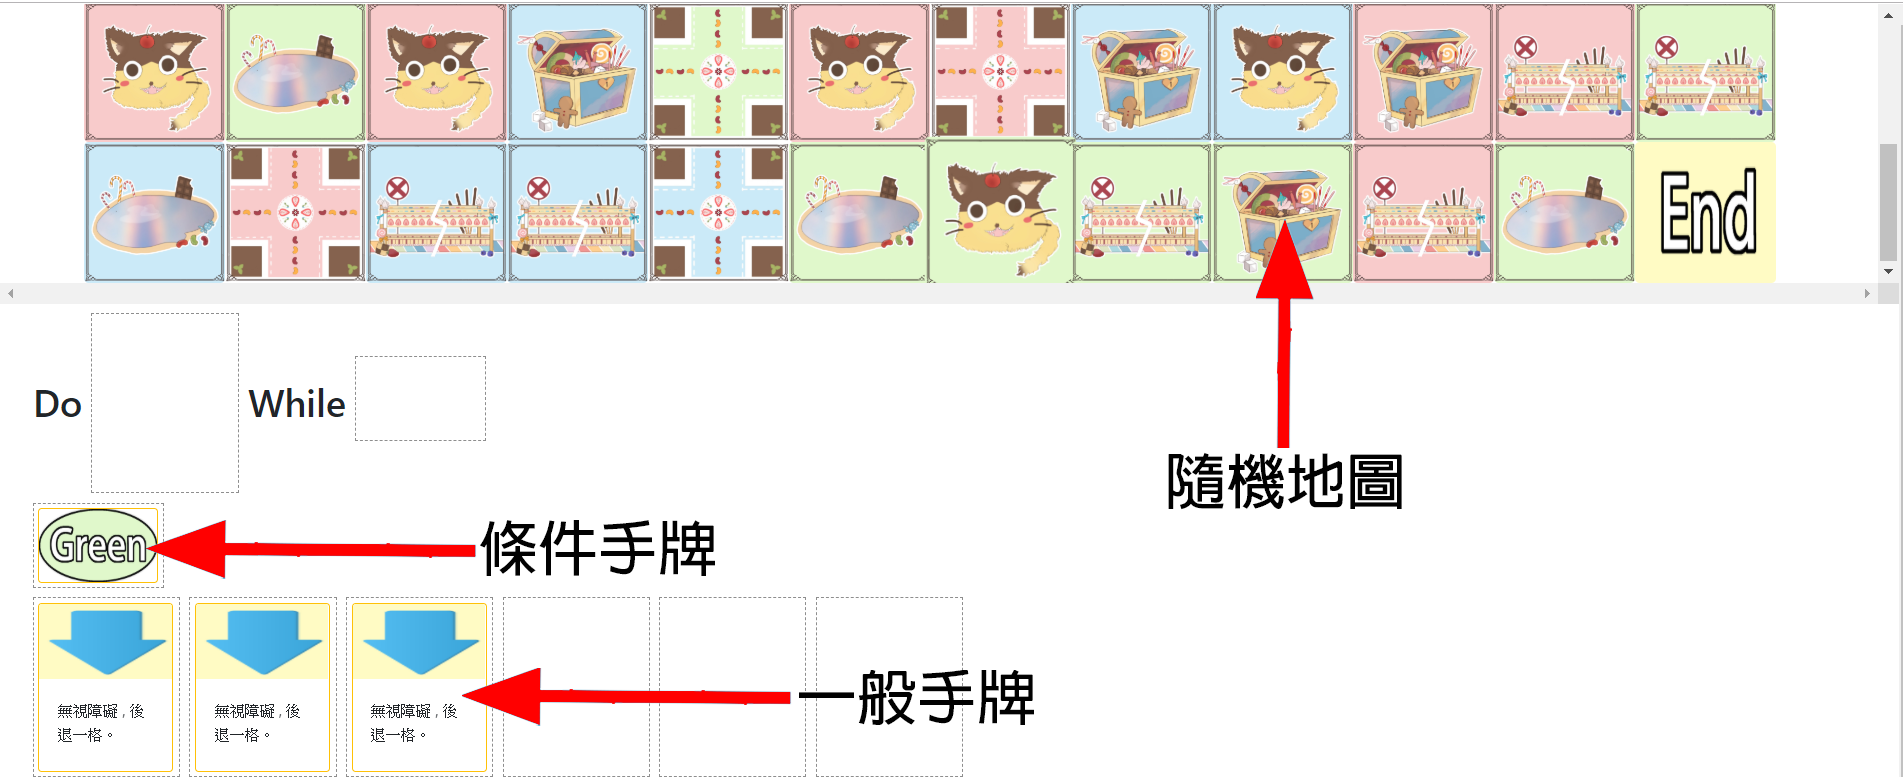 End
Do While
隨機地圖
Green
條件手牌
無視障礙，後
退一格。
無視障礙，後
退一格。
無視障礙，後
退一格。
一般手牌